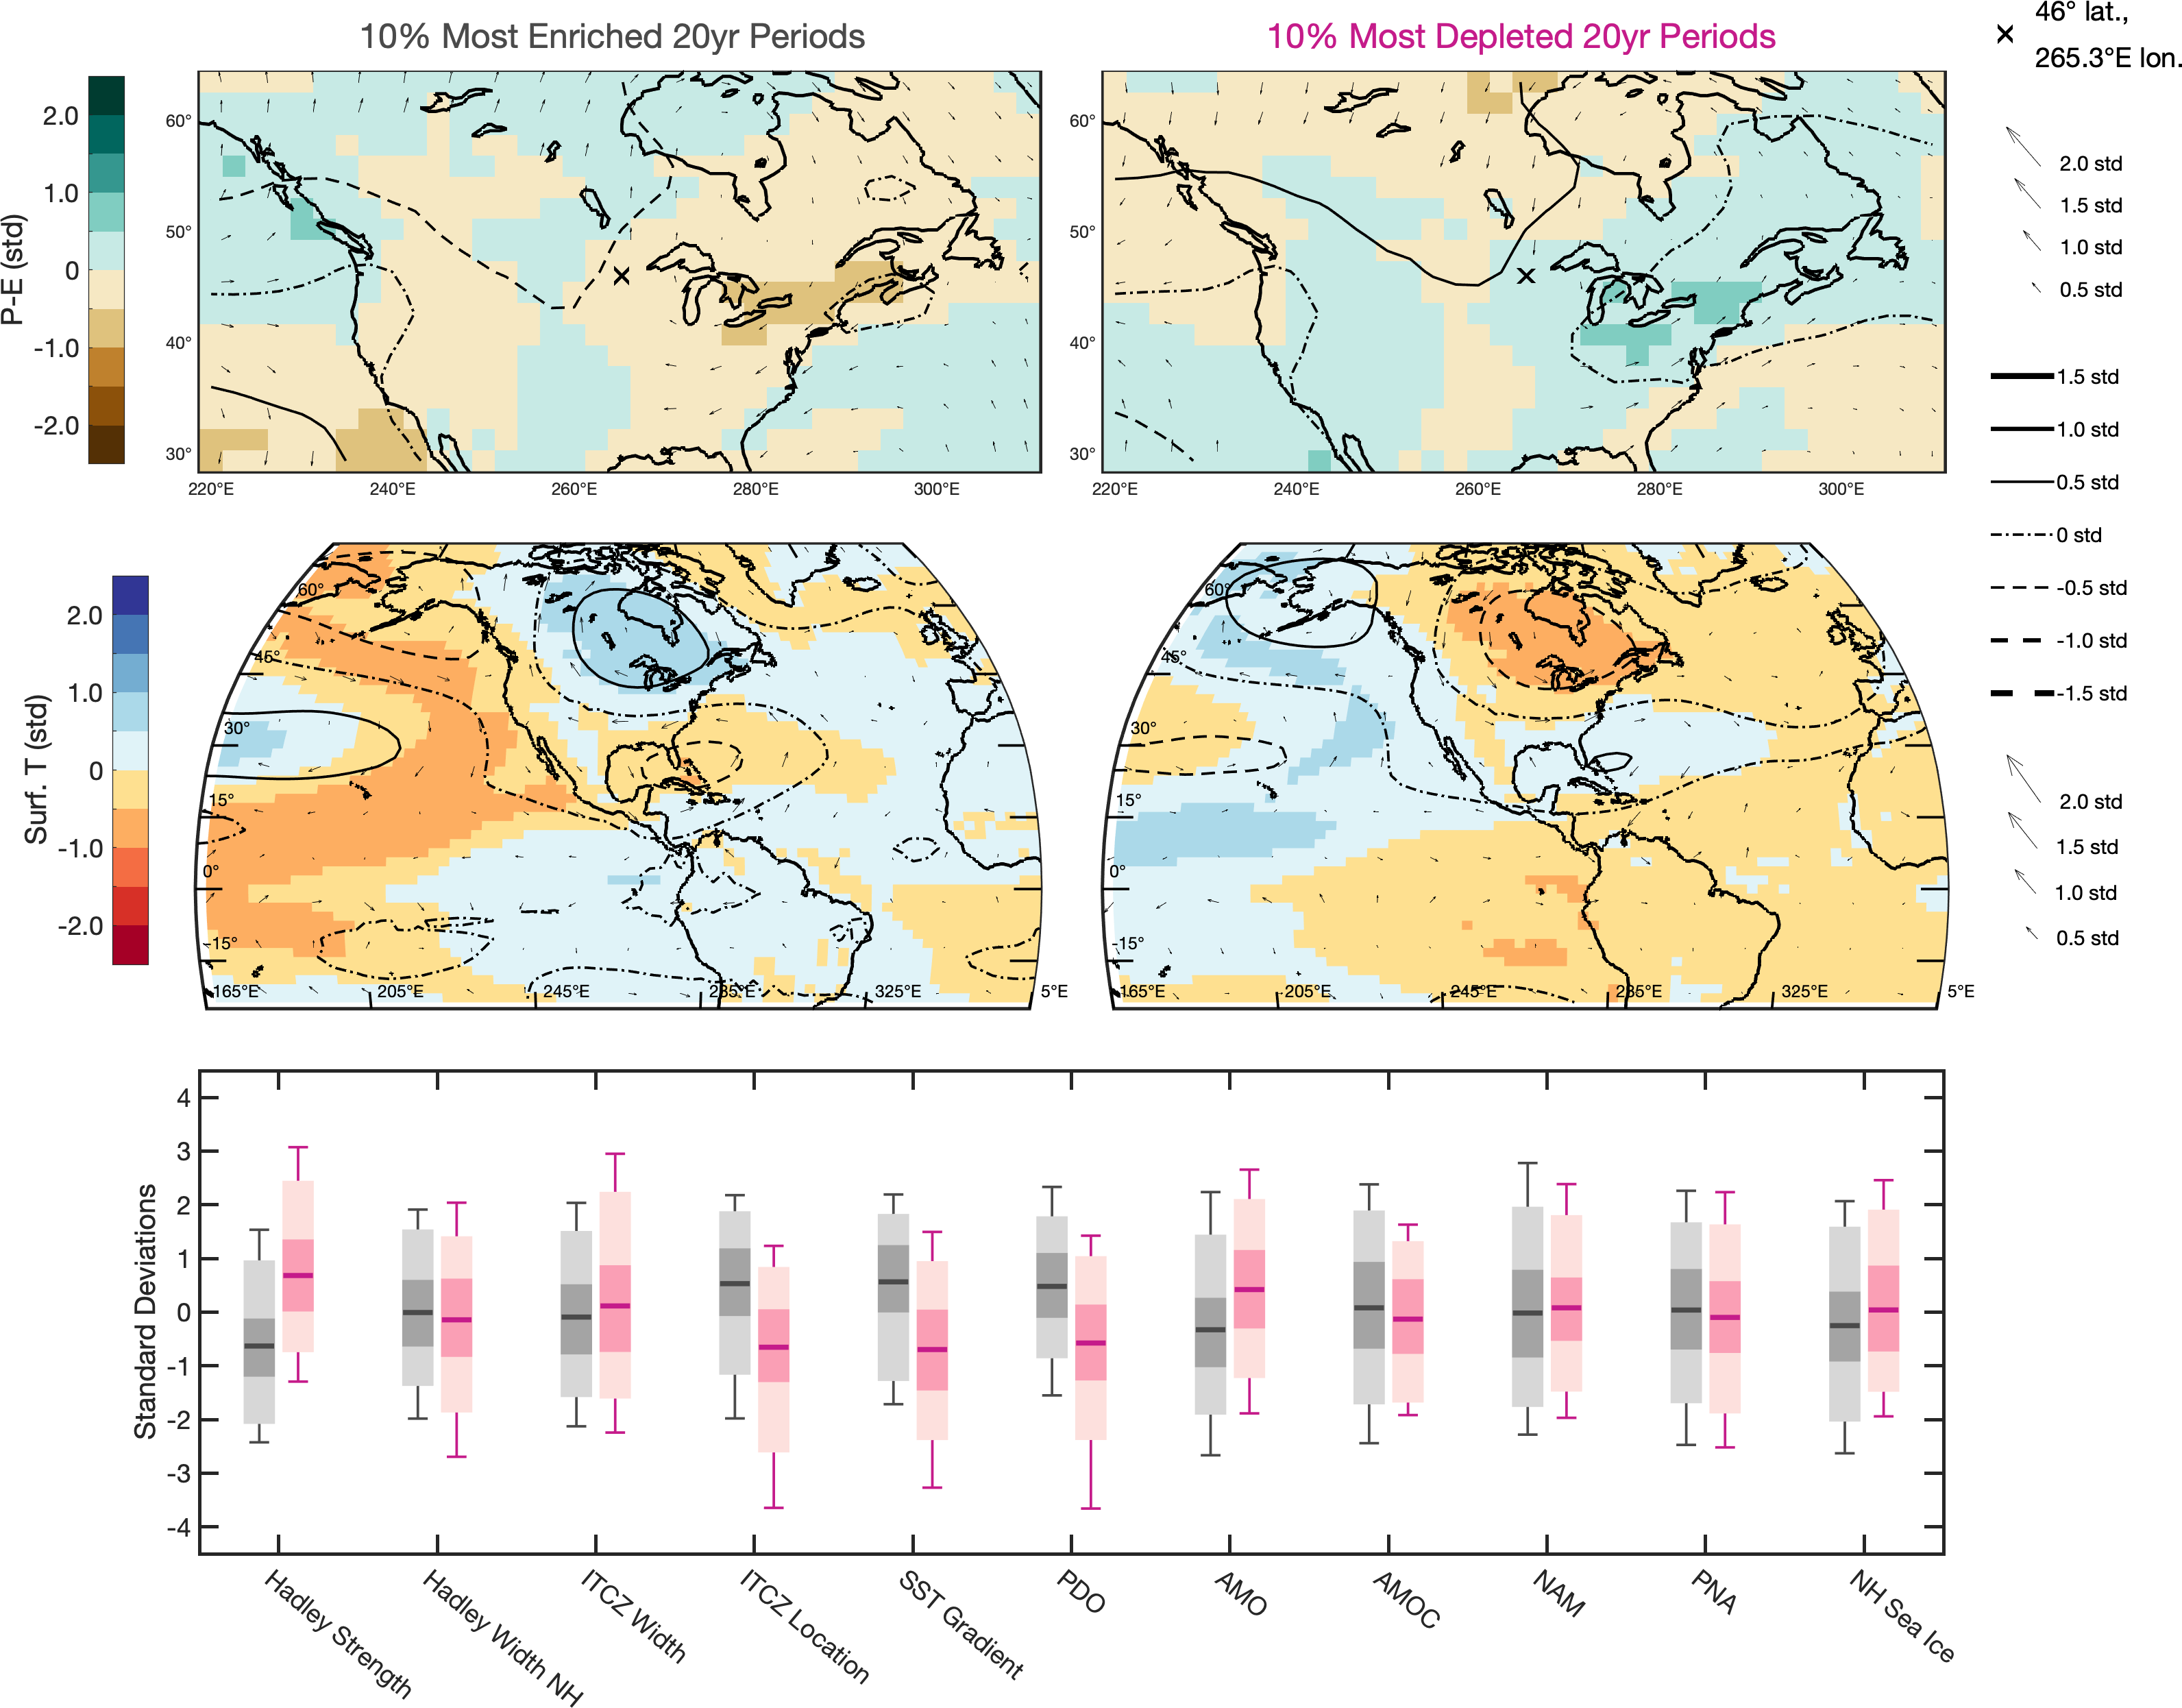 10% Most Enriched 20yr Periods
10% Most Depleted 20yr Periods
46° lat.,
265.3°E lon.
P-E (std)
2.0
1.0
0
-1.0
-2.0
60°
50°
40°
30°
220°E
240°E
260°E
280°E
300°E
60°
50°
40°
30°
220°E
240°E
260°E
280°E
300°E
2.0 std
1.5 std
1.0 std
0.5 std
1.5 std
1.0 std
0.5 std
0 std
-0.5 std
-1.0 std
-1.5 std
Surf. T (std)
2.0
1.0
0
-1.0
-2.0
60°
45°
30°
15°
0°
-15°
165°E
205°E
245°E
285°E
325°E
5°E
60°
45°
30°
15°
0°
-15°
165°E
205°E
245°E
285°E
325°E
5°E
2.0 std
1.5 std
1.0 std
0.5 std
Standard Deviations
4
3
2
1
0
-1
-2
-3
-4
Hadley Strength
Hadley Width NH
ITCZ Width
ITCZ Location
SST Gradient
PDO
AMO
AMOC
NAM
PNA
NH Sea Ice